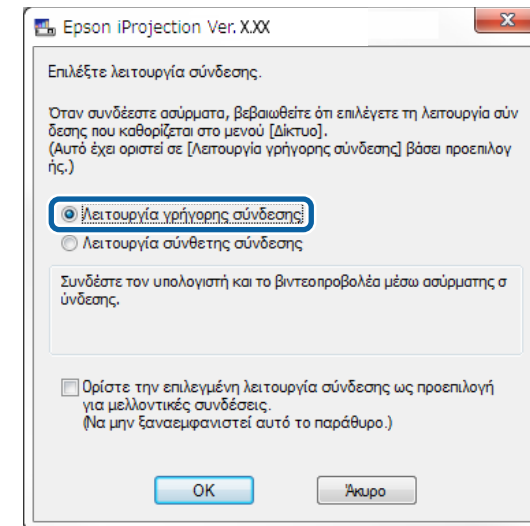 Epson iProjection Ver. X.XX
Επιλέξτε λειτουργία σύνδεσης.
Όταν συνδέεστε ασύρματα, βεβαιωθείτε ότι επιλέγετε τη λειτουργία σύν
δεσης που καθορίζεται στο μενού [Δίκτυο].
(Αυτό έχει οριστεί σε [Λειτουργία γρήγορης σύνδεσης] βάσει προεπιλογ
ής.)
Λειτουργία γρήγορης σύνδεσης
Λειτουργία σύνθετης σύνδεσης
Συνδέστε τον υπολογιστή και το βιντεοπροβολέα μέσω ασύρματης σ
ύνδεσης.
Ορίστε την επιλεγμένη λειτουργία σύνδεσης ως προεπιλογή
για μελλοντικές συνδέσεις.
(Να μην ξαναεμφανιστεί αυτό το παράθυρο.)
OK Άκυρο